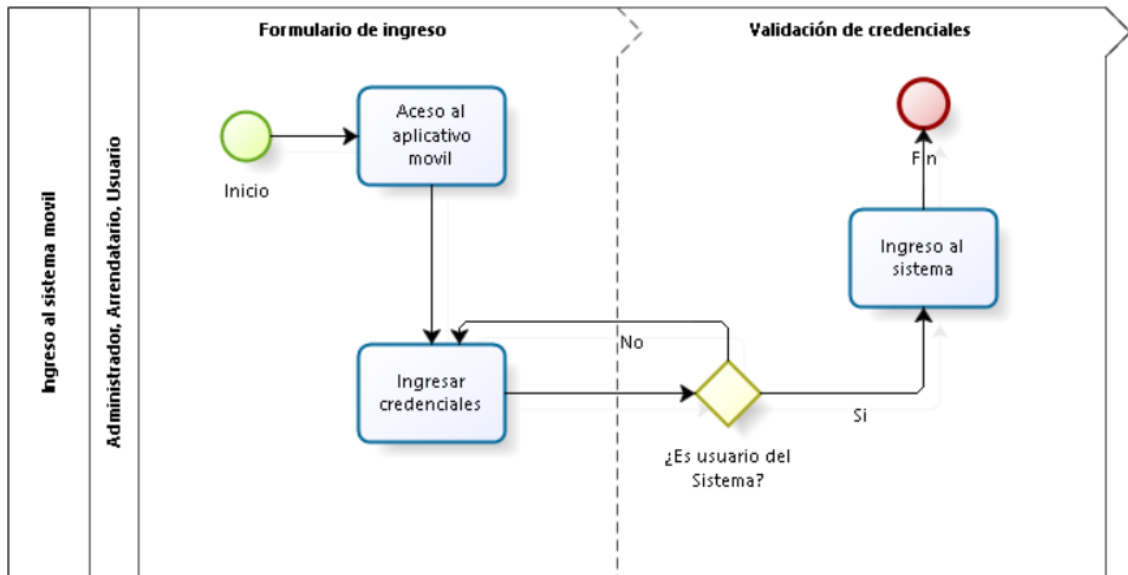 Ingreso al sistema movil
Administrador, Arrendatario, Usuario
Formulario de ingreso
Validación de credenciales
Inicio
Aceso al
aplicativo
movil
Ingresar
credenciales
No
¿Es usuario del
Sistema?
Si
Ingreso al
sistema
Fin